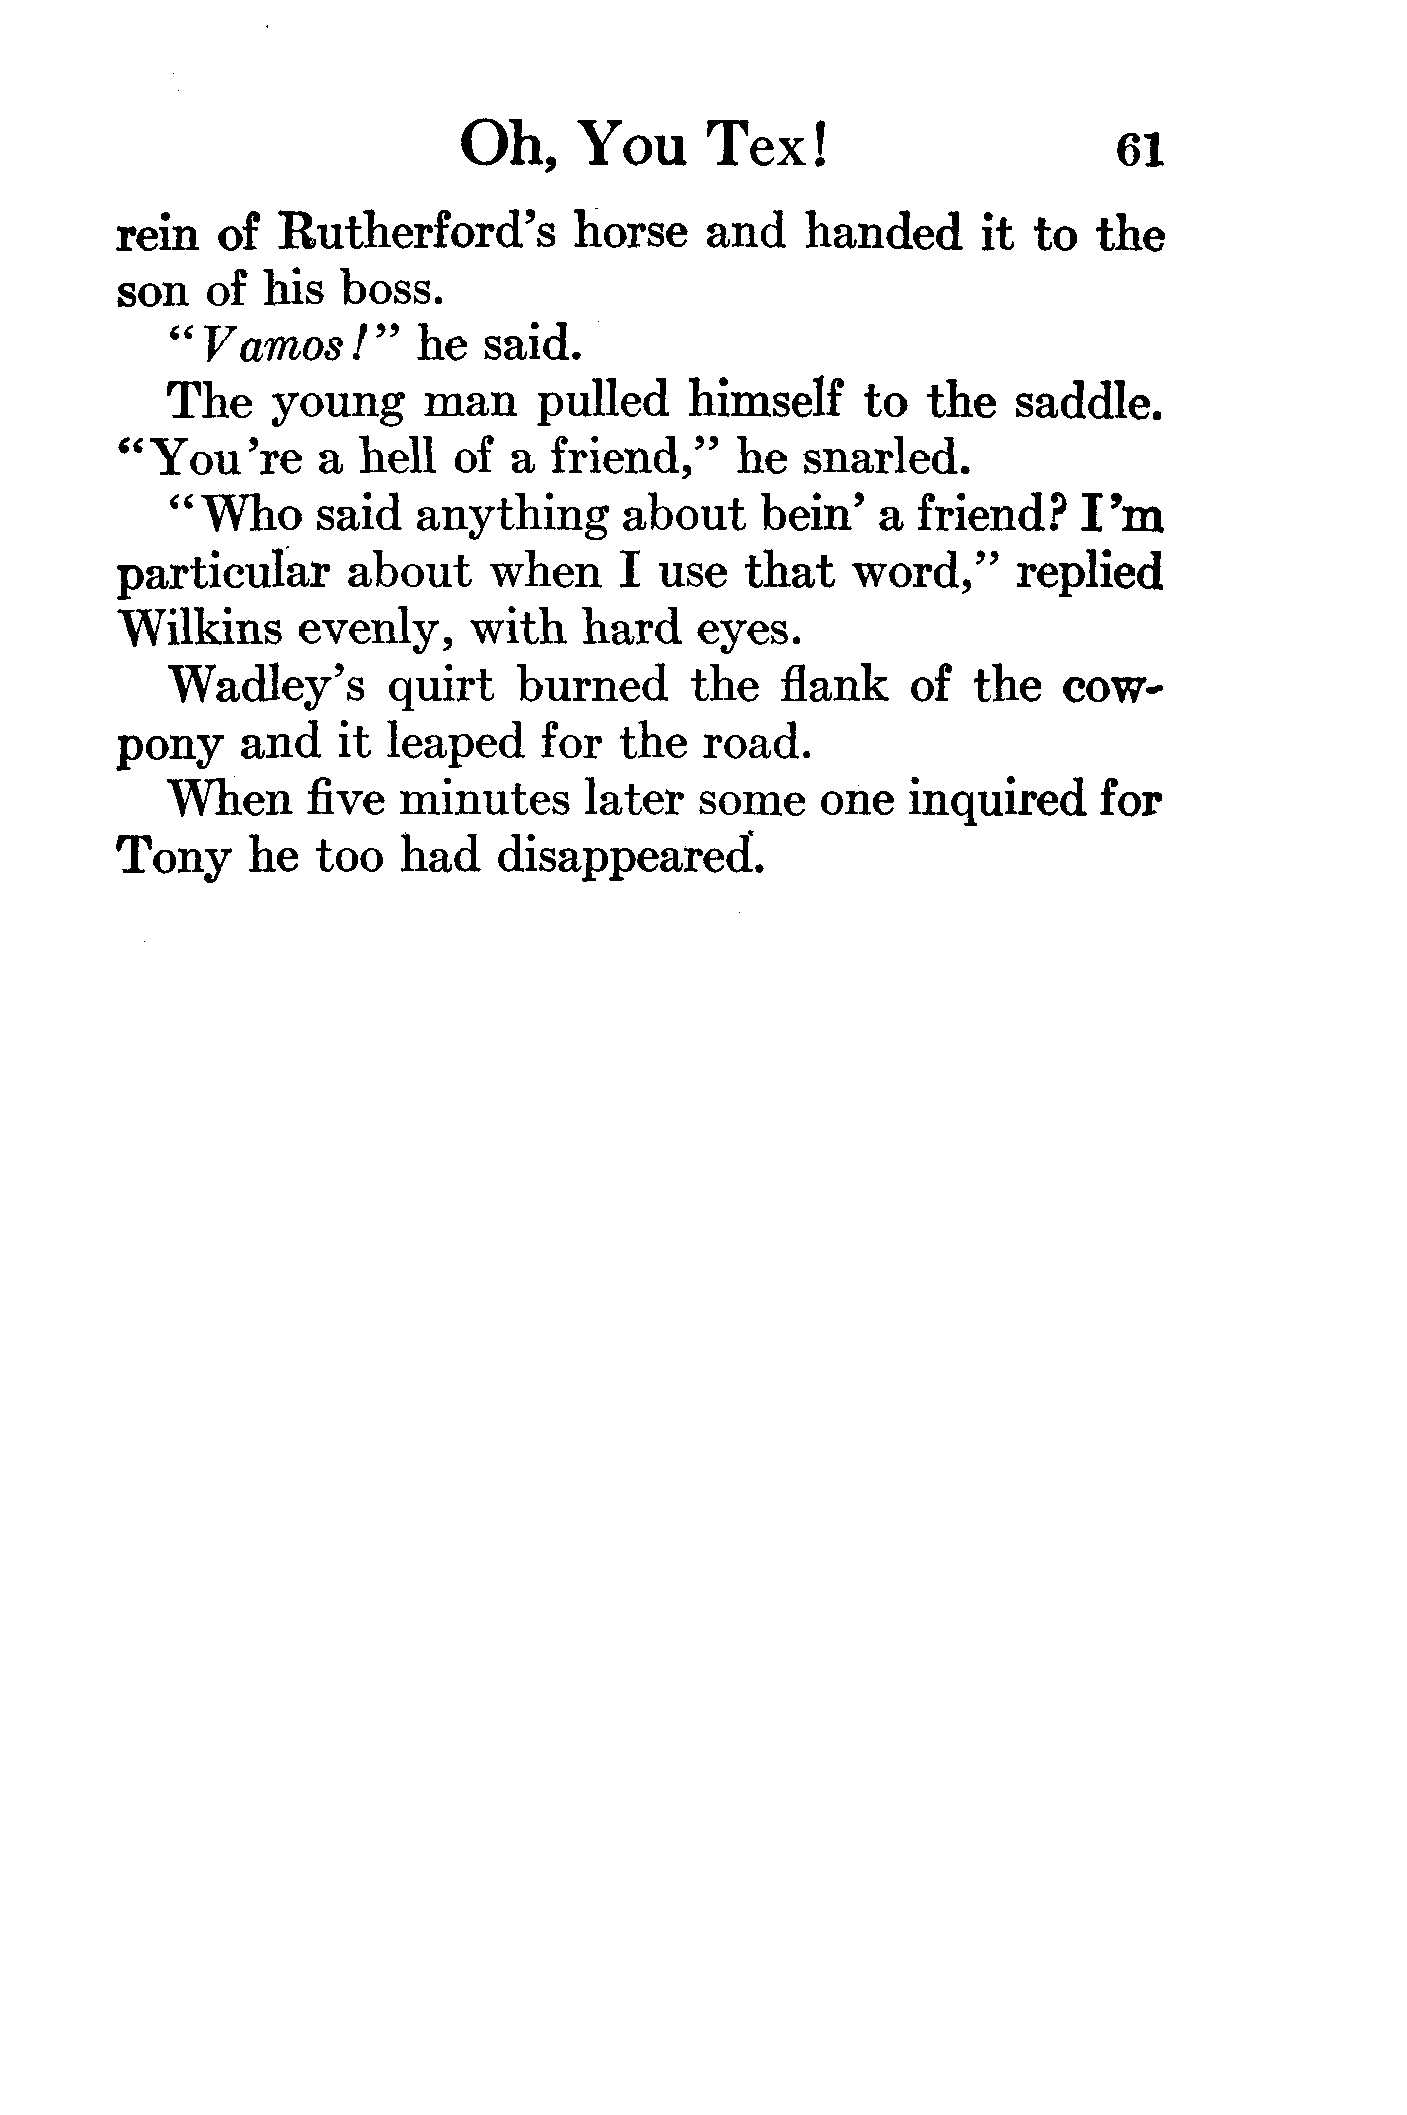 Oh, You Tex! 61
rein of Rutherford's horse and handed it to the
son of his boss.
"Vamos!" he said.
The young man pulled himself to the saddle.
"You're a hell of a friend," he snarled.
"Who said anything about bein' a friend? I'm
particular about when I use that word," replied
Wilkins evenly, with hard eyes.
Wadley's quirt burned the flank of the cow-
pony and it leaped for the road.
When five minutes later some one inquired for
Tony he too had disappeared.